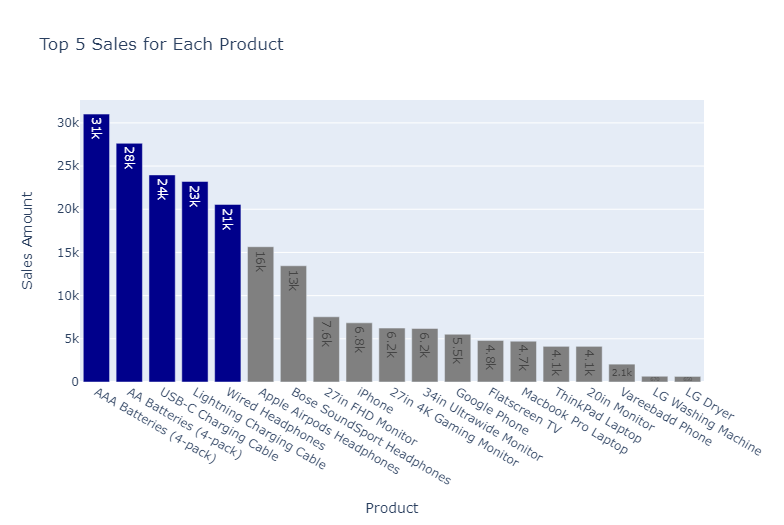 Top 5 Sales for Each Product
Sales Amount
30k
25k
20k
15k
10k
5k
0
31k
28k
24k
23k
21k
16k
13k
7.6k
6.8k
6.2k
6.2k
5.5k
4.8k
4.7k
4.1k
4.1k
2.1k
AAA Batteries (4-pack)
AA Batteries (4-pack)
USB-C Charging Cable
Lightning Charging Cable
Wired Headphones
Apple Airpods Headphones
Bose SoundSport Headphones
27in FHD Monitor
iPhone
27in 4K Gaming Monitor
34in Ultrawide Monitor
Google Phone
Flatscreen TV
Macbook Pro Laptop
ThinkPad Laptop
20in Monitor
Vareebadd Phone
LG Washing Machine
LG Dryer
Product